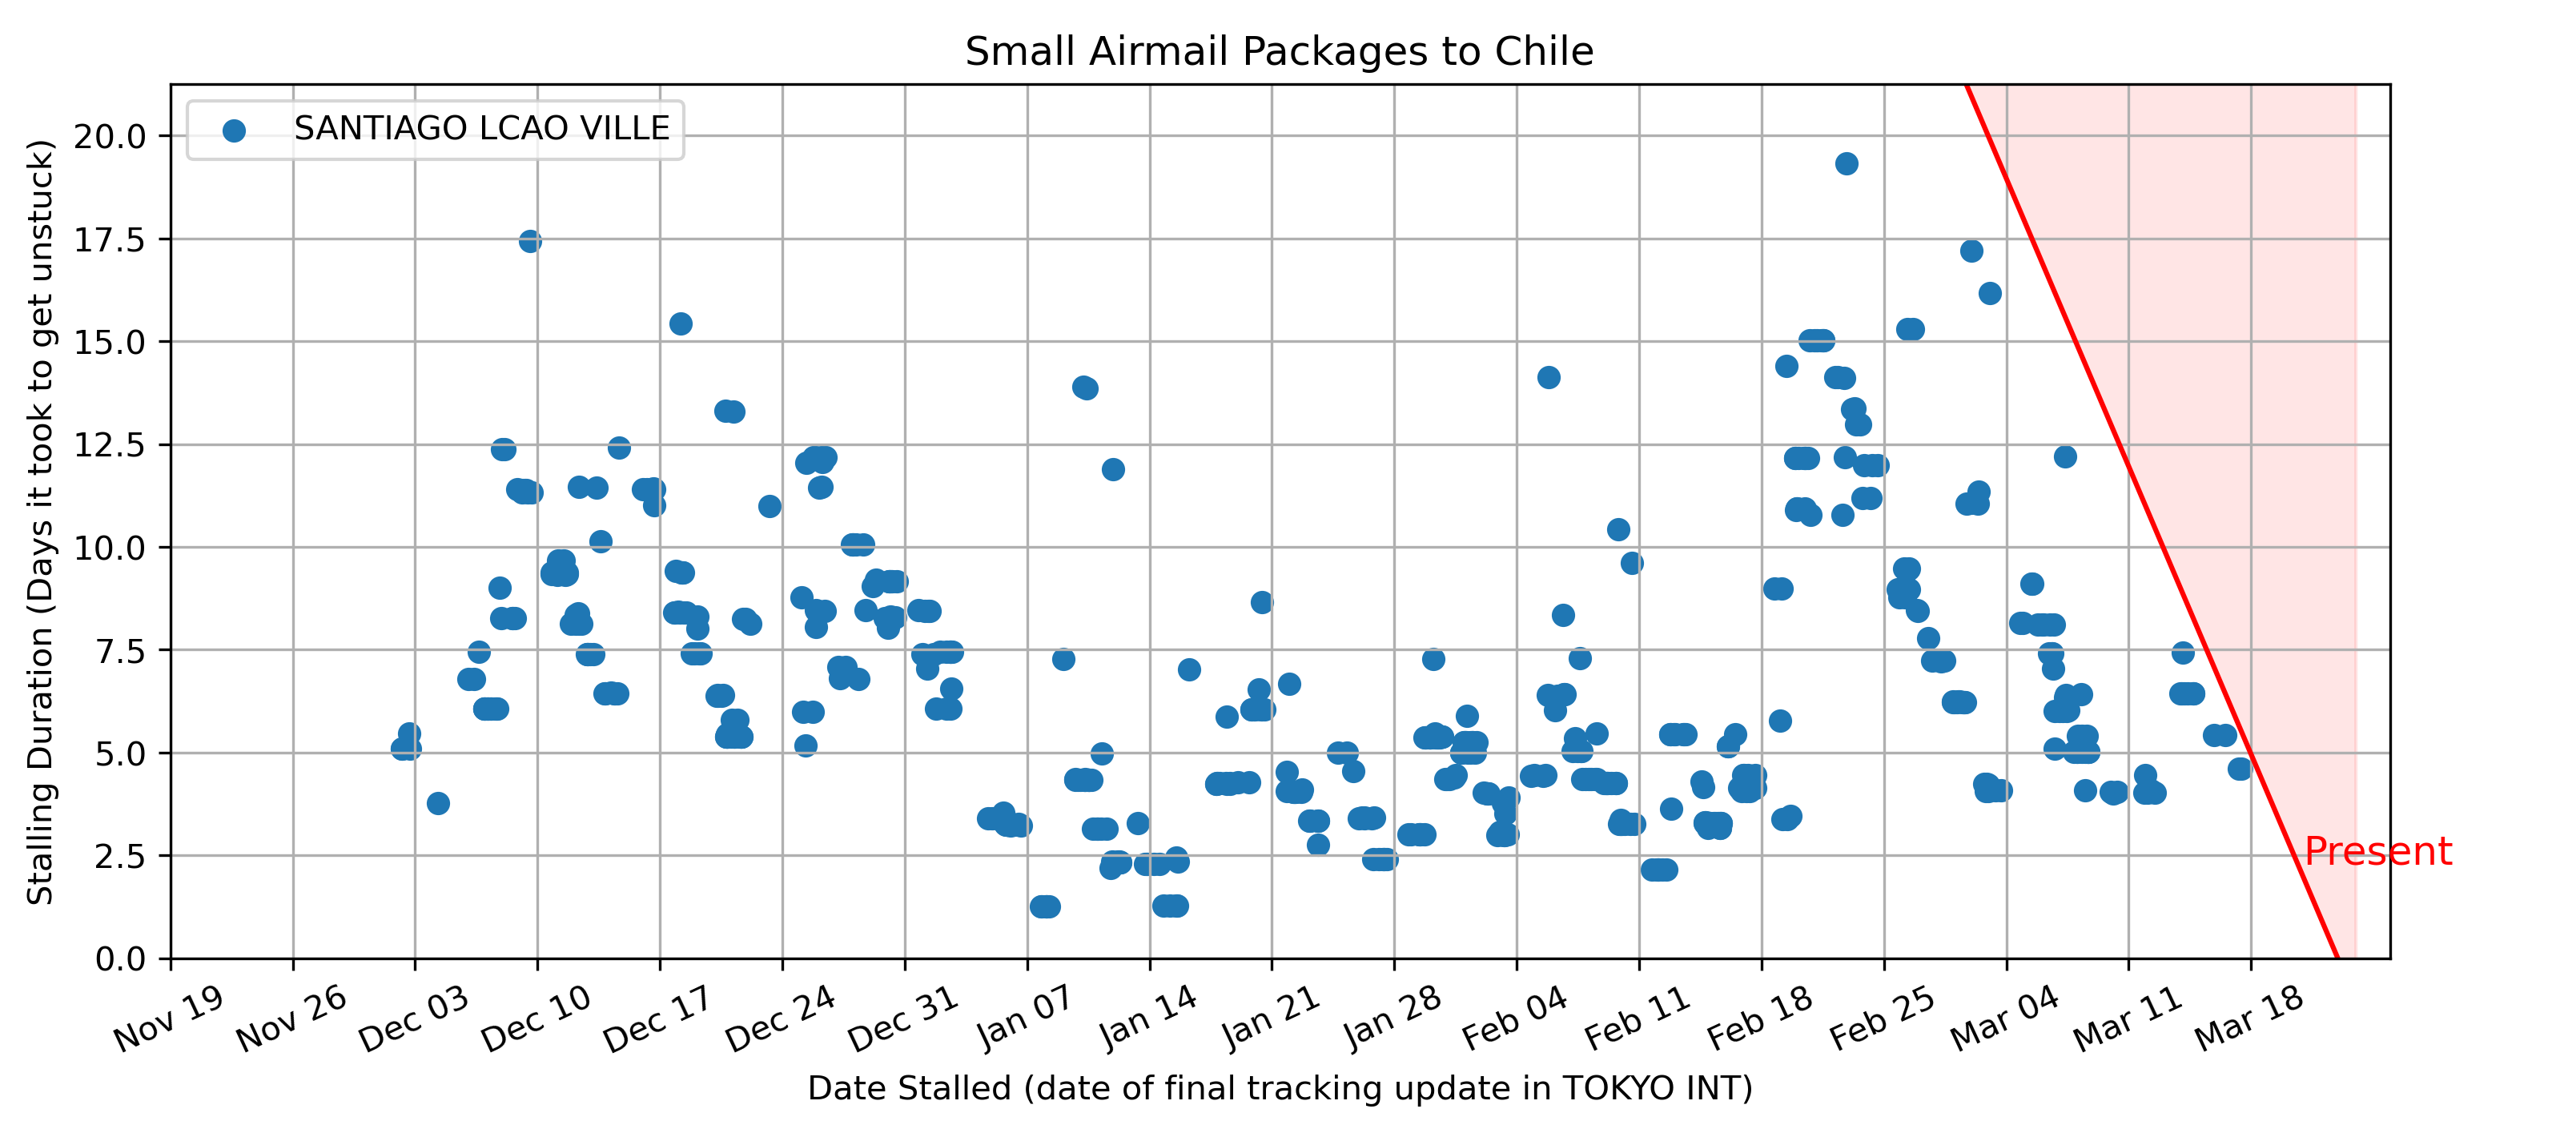 Small Airmail Packages to Chile
SANTIAGO LCAO VILLE
Stalling Duration (Days it took to get unstuck)
20.0
17.5
15.0
12.5
10.0
7.5
5.0
2.5
0.0
Present
Nov 19
Nov 26
Dec 03
Dec 10
Dec 17
Dec 24
Dec 31
Jan 07
Jan 14
Jan 21
Jan 28
Feb 04
Feb 11
Feb 18
Feb 25
Mar 04
Mar 11
Mar 18
Date Stalled (date of final tracking update in TOKYO INT)